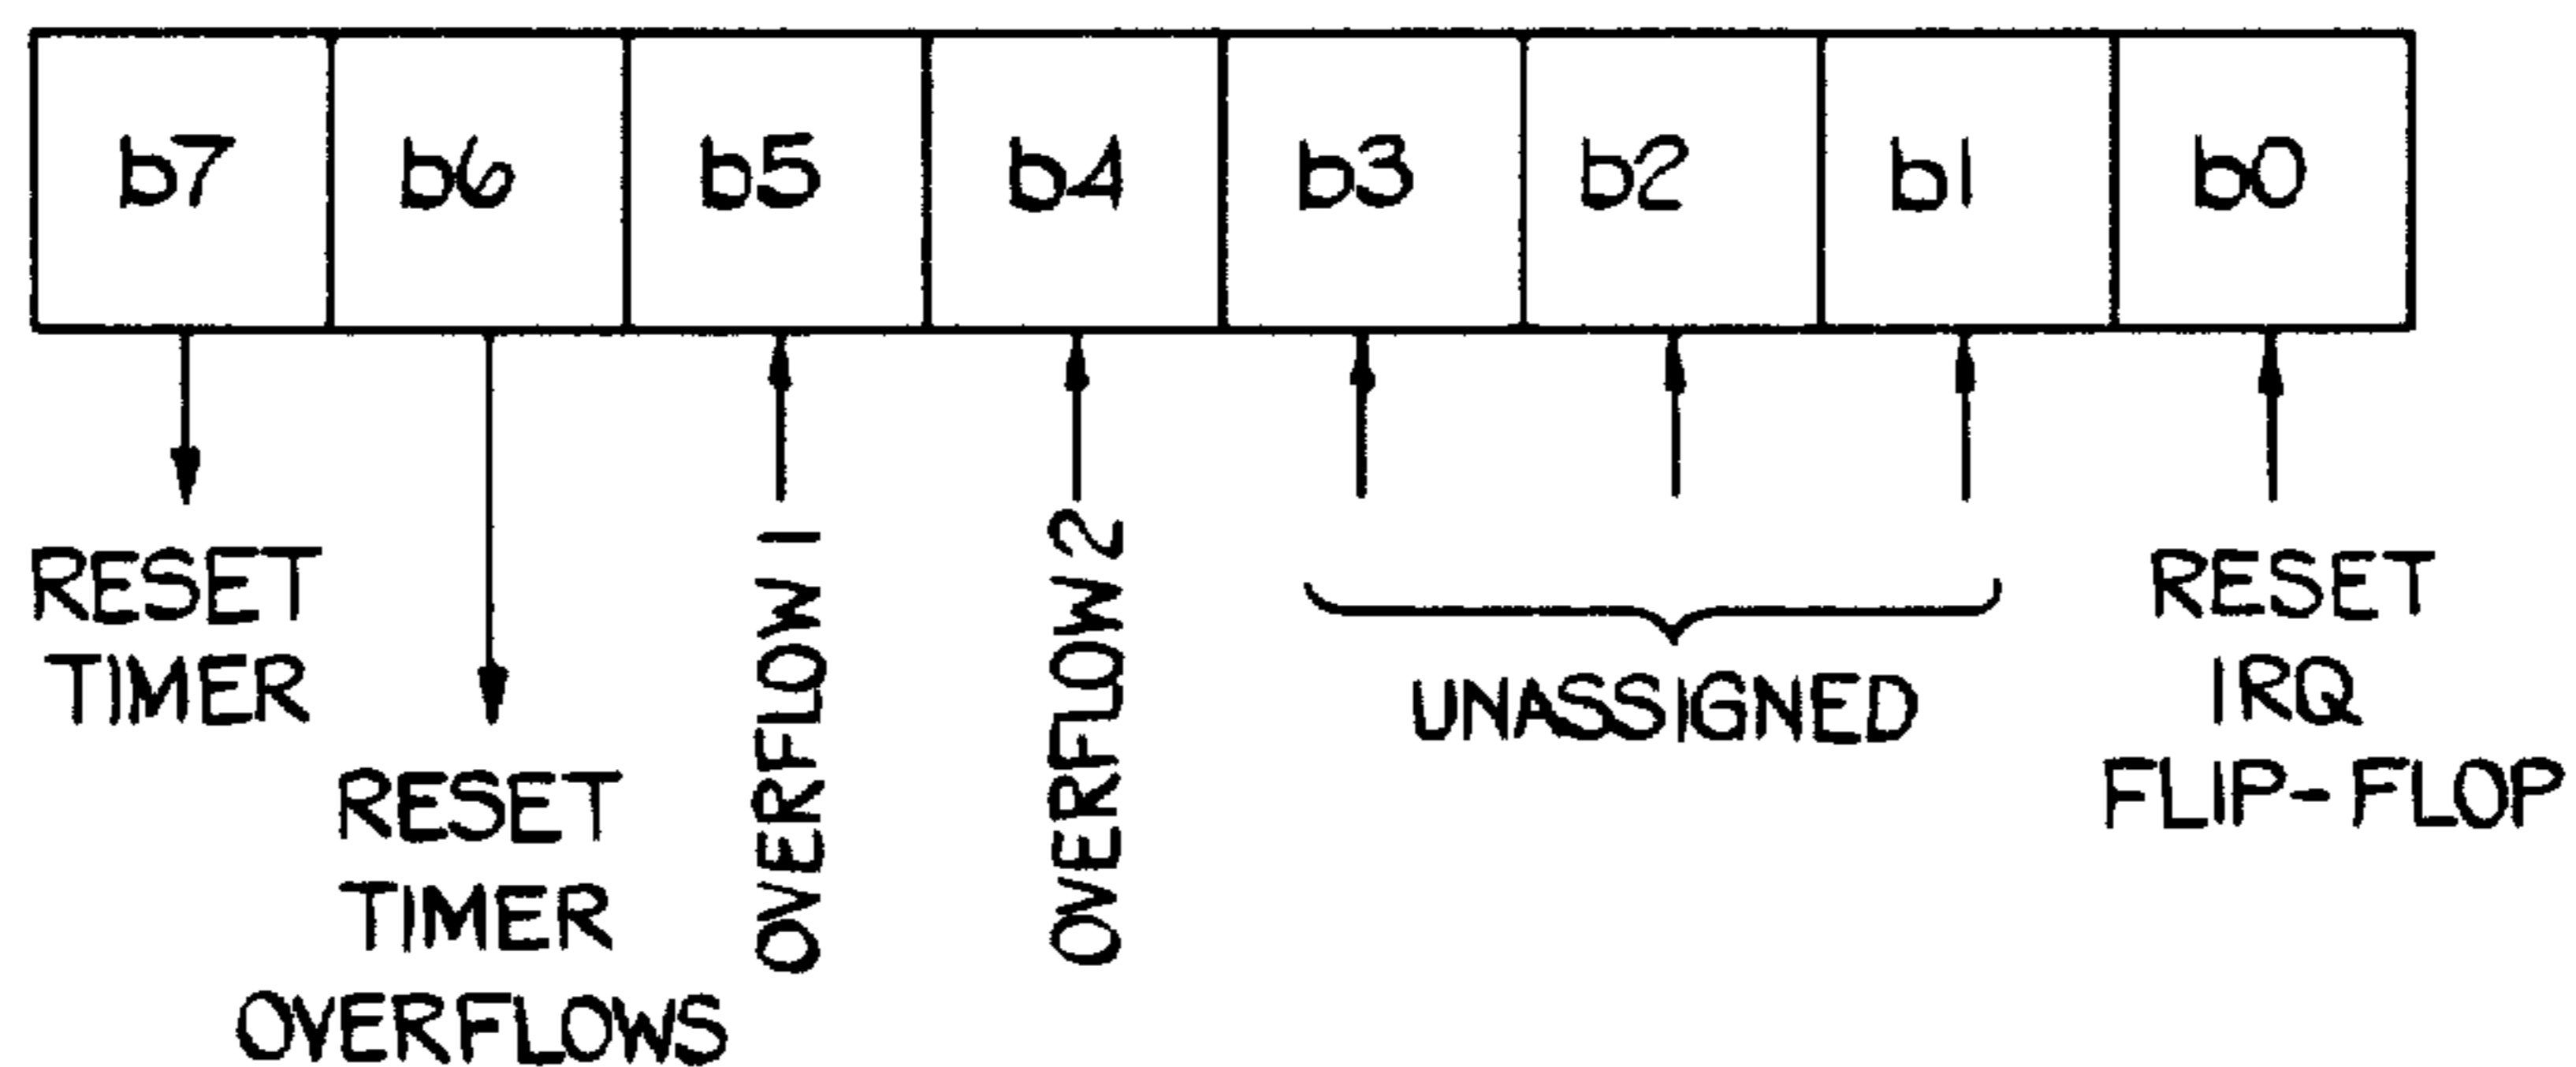 b7 b6 b5 b4 b3 b2 b1 b0
RESET
TIMER
RESET
TIMER
OVERFLOWS
OVERFLOW 1
OVERFLOW 2
UNASSIGNED
RESET
IRQ
FLIP-FLOP